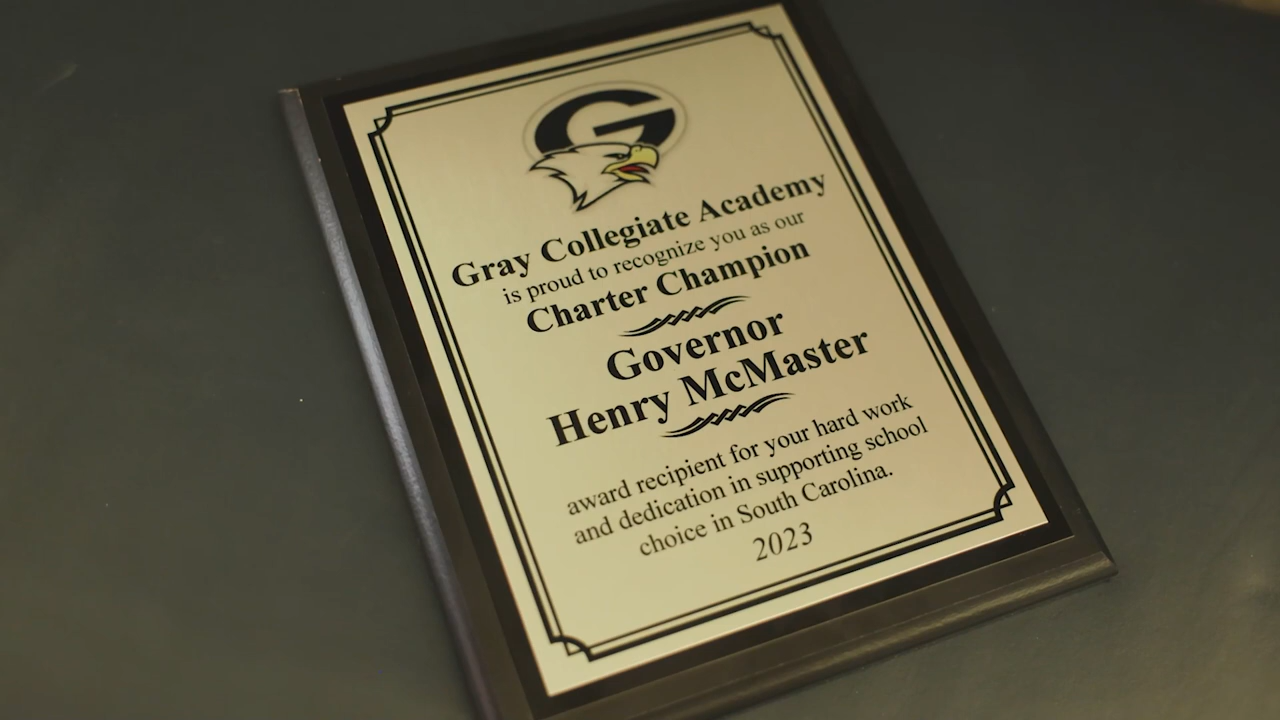 G
Gray Collegiate Academy
is proud to recognize you as our
Charter Champion
Governor
Henry McMaster
award recipient for your hard work
and dedication in supporting school
choice in South Carolina.
2023